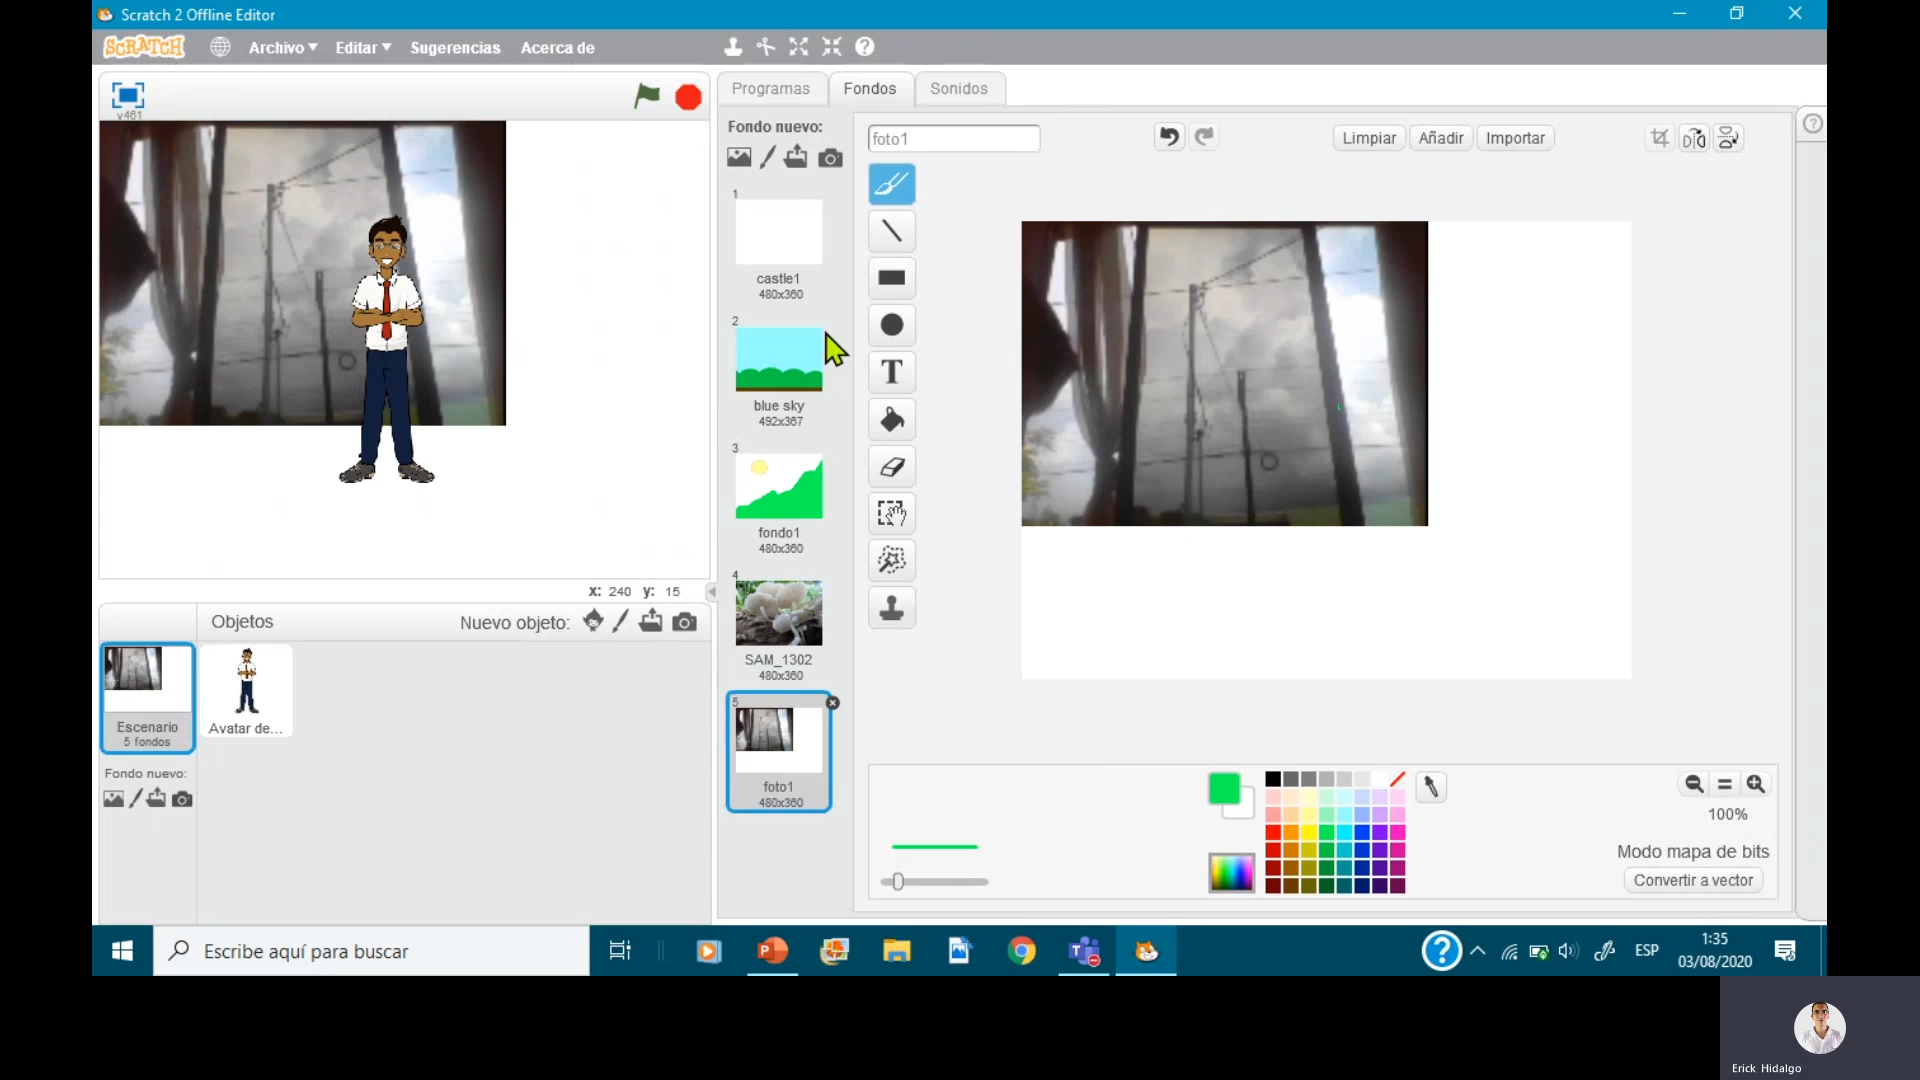 Scratch 2 Offline Editor
SCRATCH Archivo Editar Sugerencias Acerca de
v461
Programas Fondos Sonidos
Fondo nuevo:
foto1
Limpiar Añadir Importar
1
castle1
480x360
2
blue sky
492x367
3
fondo1
480x360
4
SAM_1302
480x360
5
foto1
480x360
T
x: 240 y: 15
Objetos
Nuevo objeto:
Escenario
5 fondos
Avatar de...
Fondo nuevo:
100%
Modo mapa de bits
Convertir a vector
Escribe aquí para buscar
ESP
1:35
03/08/2020
Erick Hidalgo